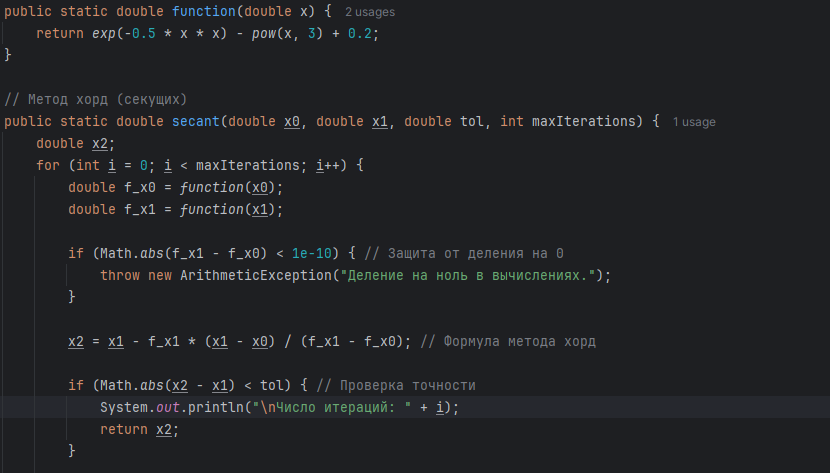 public static double function(double x) { 2 usages
return exp(-0.5 * x * x) - pow(x, 3) + 0.2;
}
// Метод хорд (секущих)
public static double secant(double x0, double x1, double tol, int maxIterations) { 1 usage
double x2;
for (int i = 0; i < maxIterations; i++) {
double f_x0 = function(x0);
double f_x1 = function(x1);
if (Math.abs(f_x1 - f_x0) < 1e-10) { // Защита от деления на 0
throw new ArithmeticException("Деление на ноль в вычислениях.");
}
x2 = x1 - f_x1 * (x1 - x0) / (f_x1 - f_x0); // Формула метода хорд
if (Math.abs(x2 - x1) < tol) { // Проверка точности
System.out.println("\nЧисло итераций: " + i);
return x2;
}